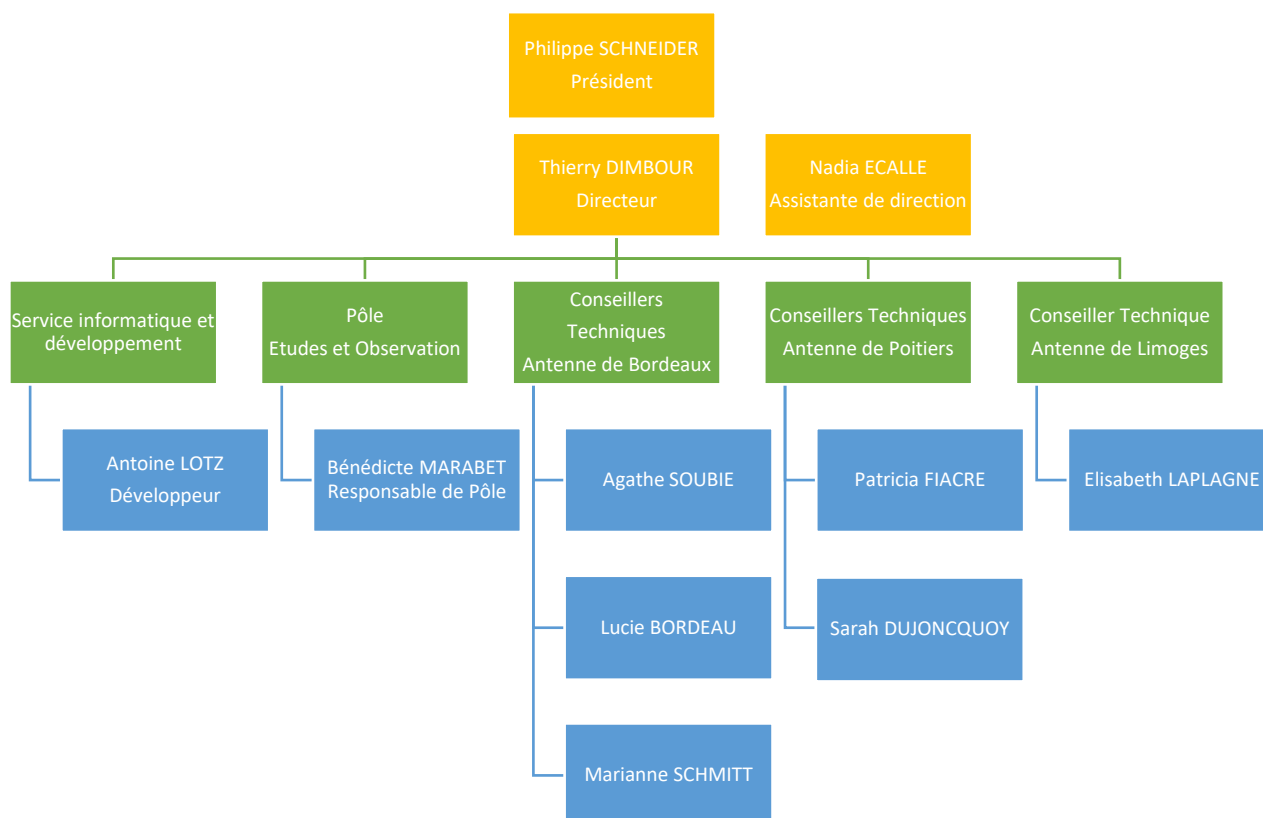 Philippe SCHNEIDER
Président
Thierry DIMBOUR
Directeur
Nadia ECALLE
Assistante de direction
Service informatique et
développement
Pôle
Etudes et Observation
Conseillers
Techniques
Antenne de Bordeaux
Conseillers Techniques
Antenne de Poitiers
Conseiller Technique
Antenne de Limoges
Antoine LOTZ
Développeur
Bénédicte MARABET
Responsable de Pôle
Agathe SOUBIE
Patricia FIACRE
Elisabeth LAPLAGNE
Lucie BORDEAU
Sarah DUJONCQUOY
Marianne SCHMITT